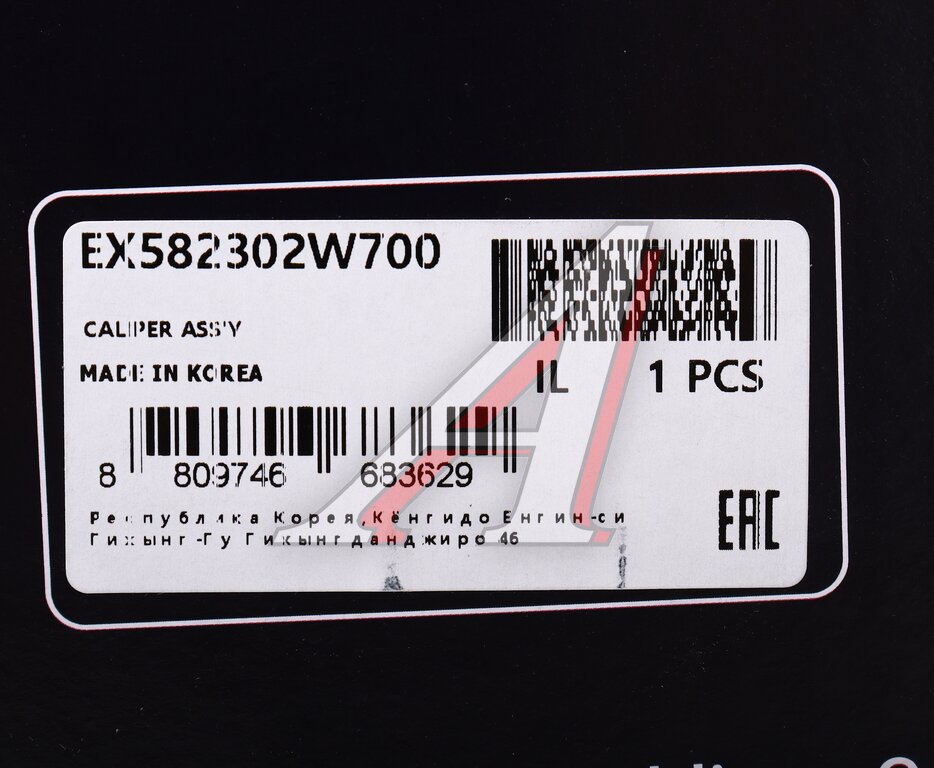 EX582302W700
CALIPER ASS'Y
MADE IN KOREA
IL 1 PCS
8 809746 683629
Республика Корея,Кёнгидо Енгин-си
Гихынг-Гу Гихынгданджиро 46
EAC